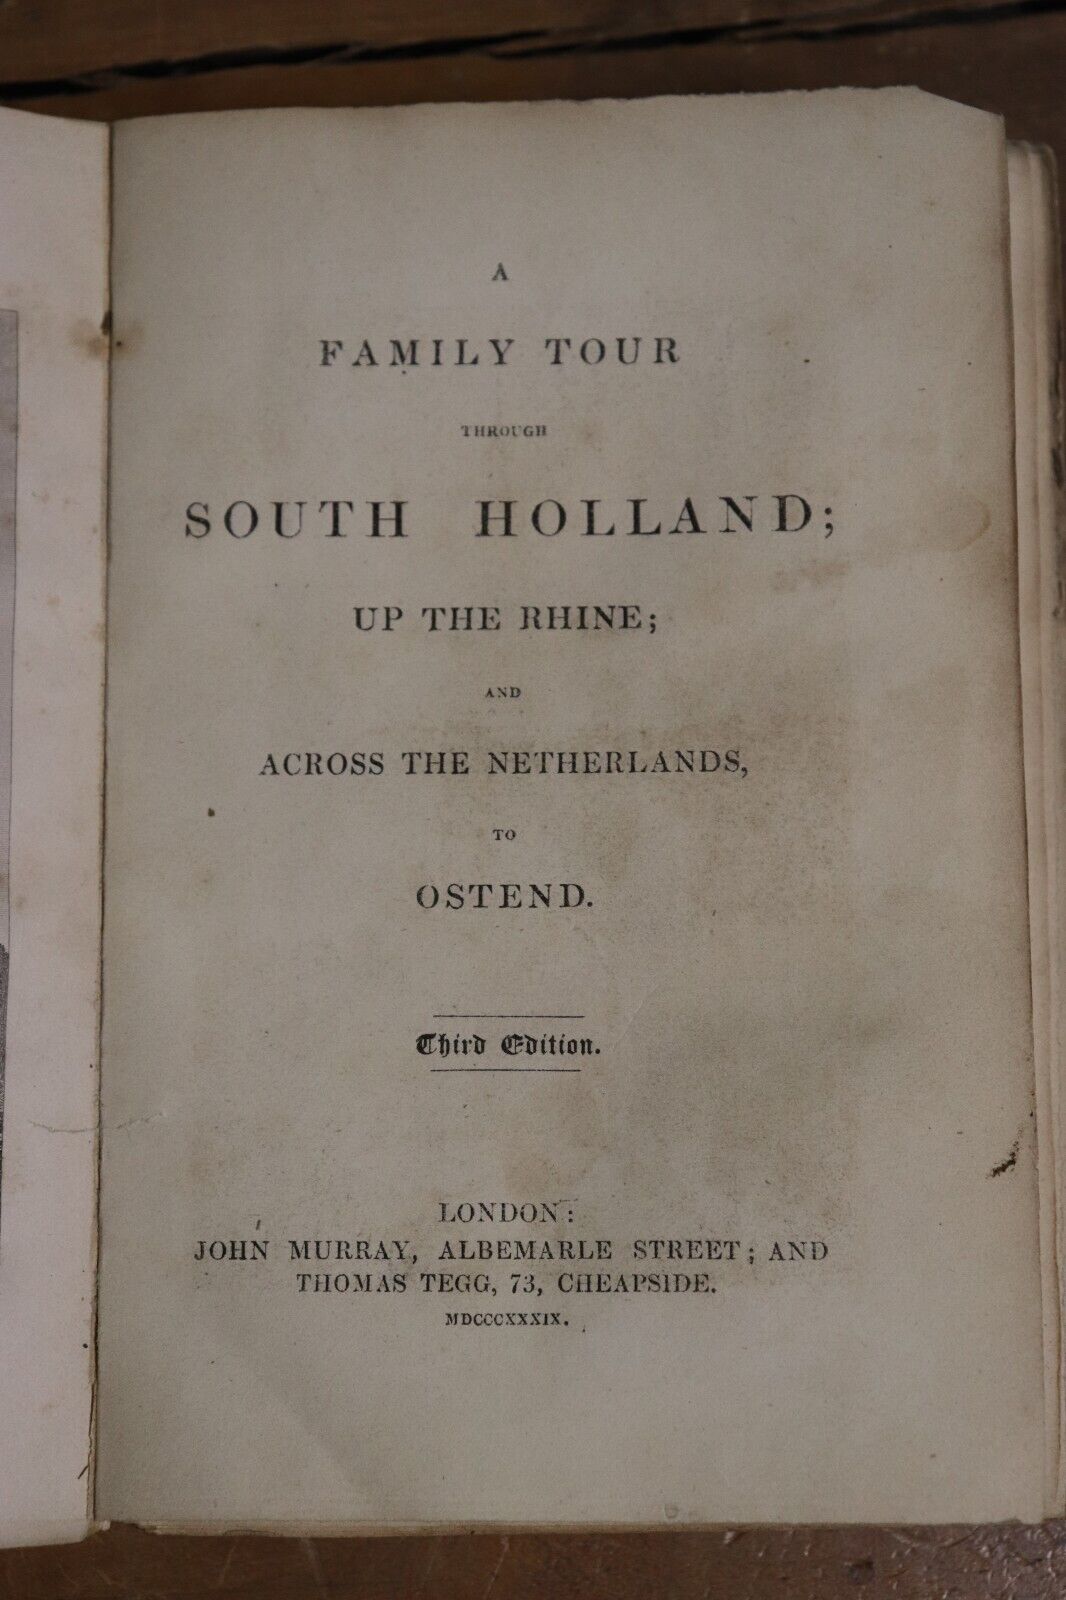 A
FAMILY TOUR
THROUGH
SOUTH HOLLAND;
UP THE RHINE;
AND
ACROSS THE NETHERLANDS,
TO
OSTEND.
Third Edition.
LONDON:
JOHN MURRAY, ALBEMARLE STREET; AND
THOMAS TEGG, 73, CHEAPSIDE.
MDCCCXXXIX.